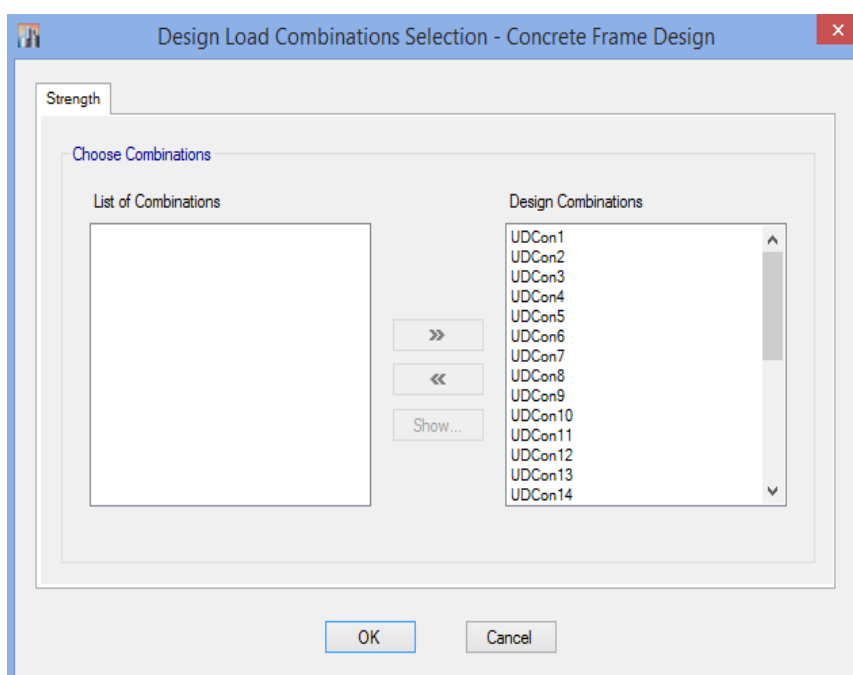 Design Load Combinations Selection - Concrete Frame Design
Strength
Choose Combinations
List of Combinations
Design Combinations
UDCon1
UDCon2
UDCon3
UDCon4
UDCon5
UDCon6
UDCon7
UDCon8
UDCon9
UDCon10
UDCon11
UDCon12
UDCon13
UDCon14
>>
<<
Show...
OK
Cancel